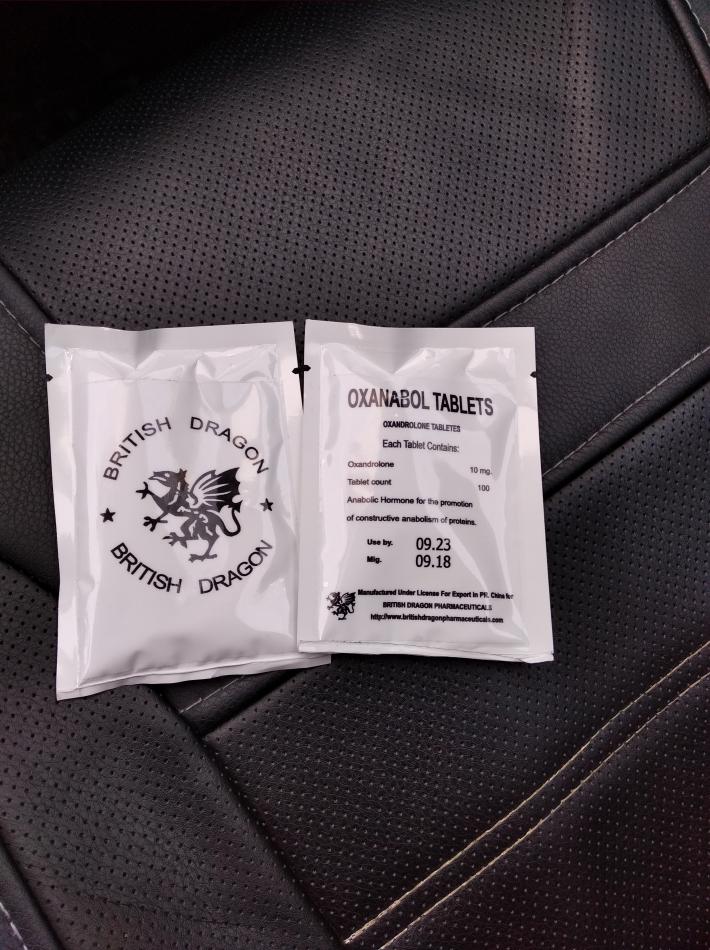 BRITISH DRAGON
BRITISH DRAGON
OXANABOL TABLETS
OXANDROLONE TABLETES
Each Tablet Contains:
Oxandrolone 10 mg.
Tablet count 100
Anabolic Hormone for the promotion
of constructive anabolism of proteins.
Use by. 09.23
Mfg. 09.18
Manufactured Under License For Export In PR. China for
BRITISH DRAGON PHARMACEUTICALS
http://www.britishdragonpharmaceuticals.com